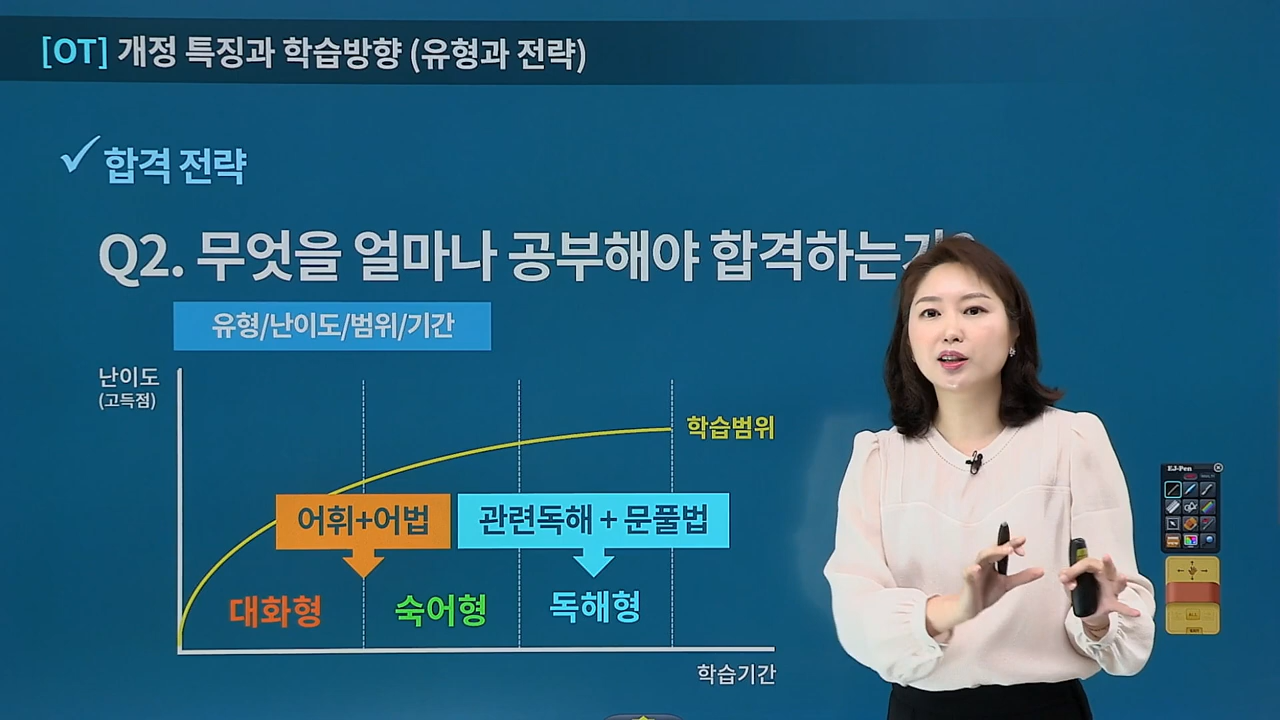 [OT] 개정 특징과 학습방향 (유형과 전략)
합격 전략
Q2. 무엇을 얼마나 공부해야 합격하는가?
유형/난이도/범위/기간
난이도
(고득점)
학습범위
어휘+어법
관련독해 + 문풀법
대화형
숙어형
독해형
학습기간
EJ-Pen